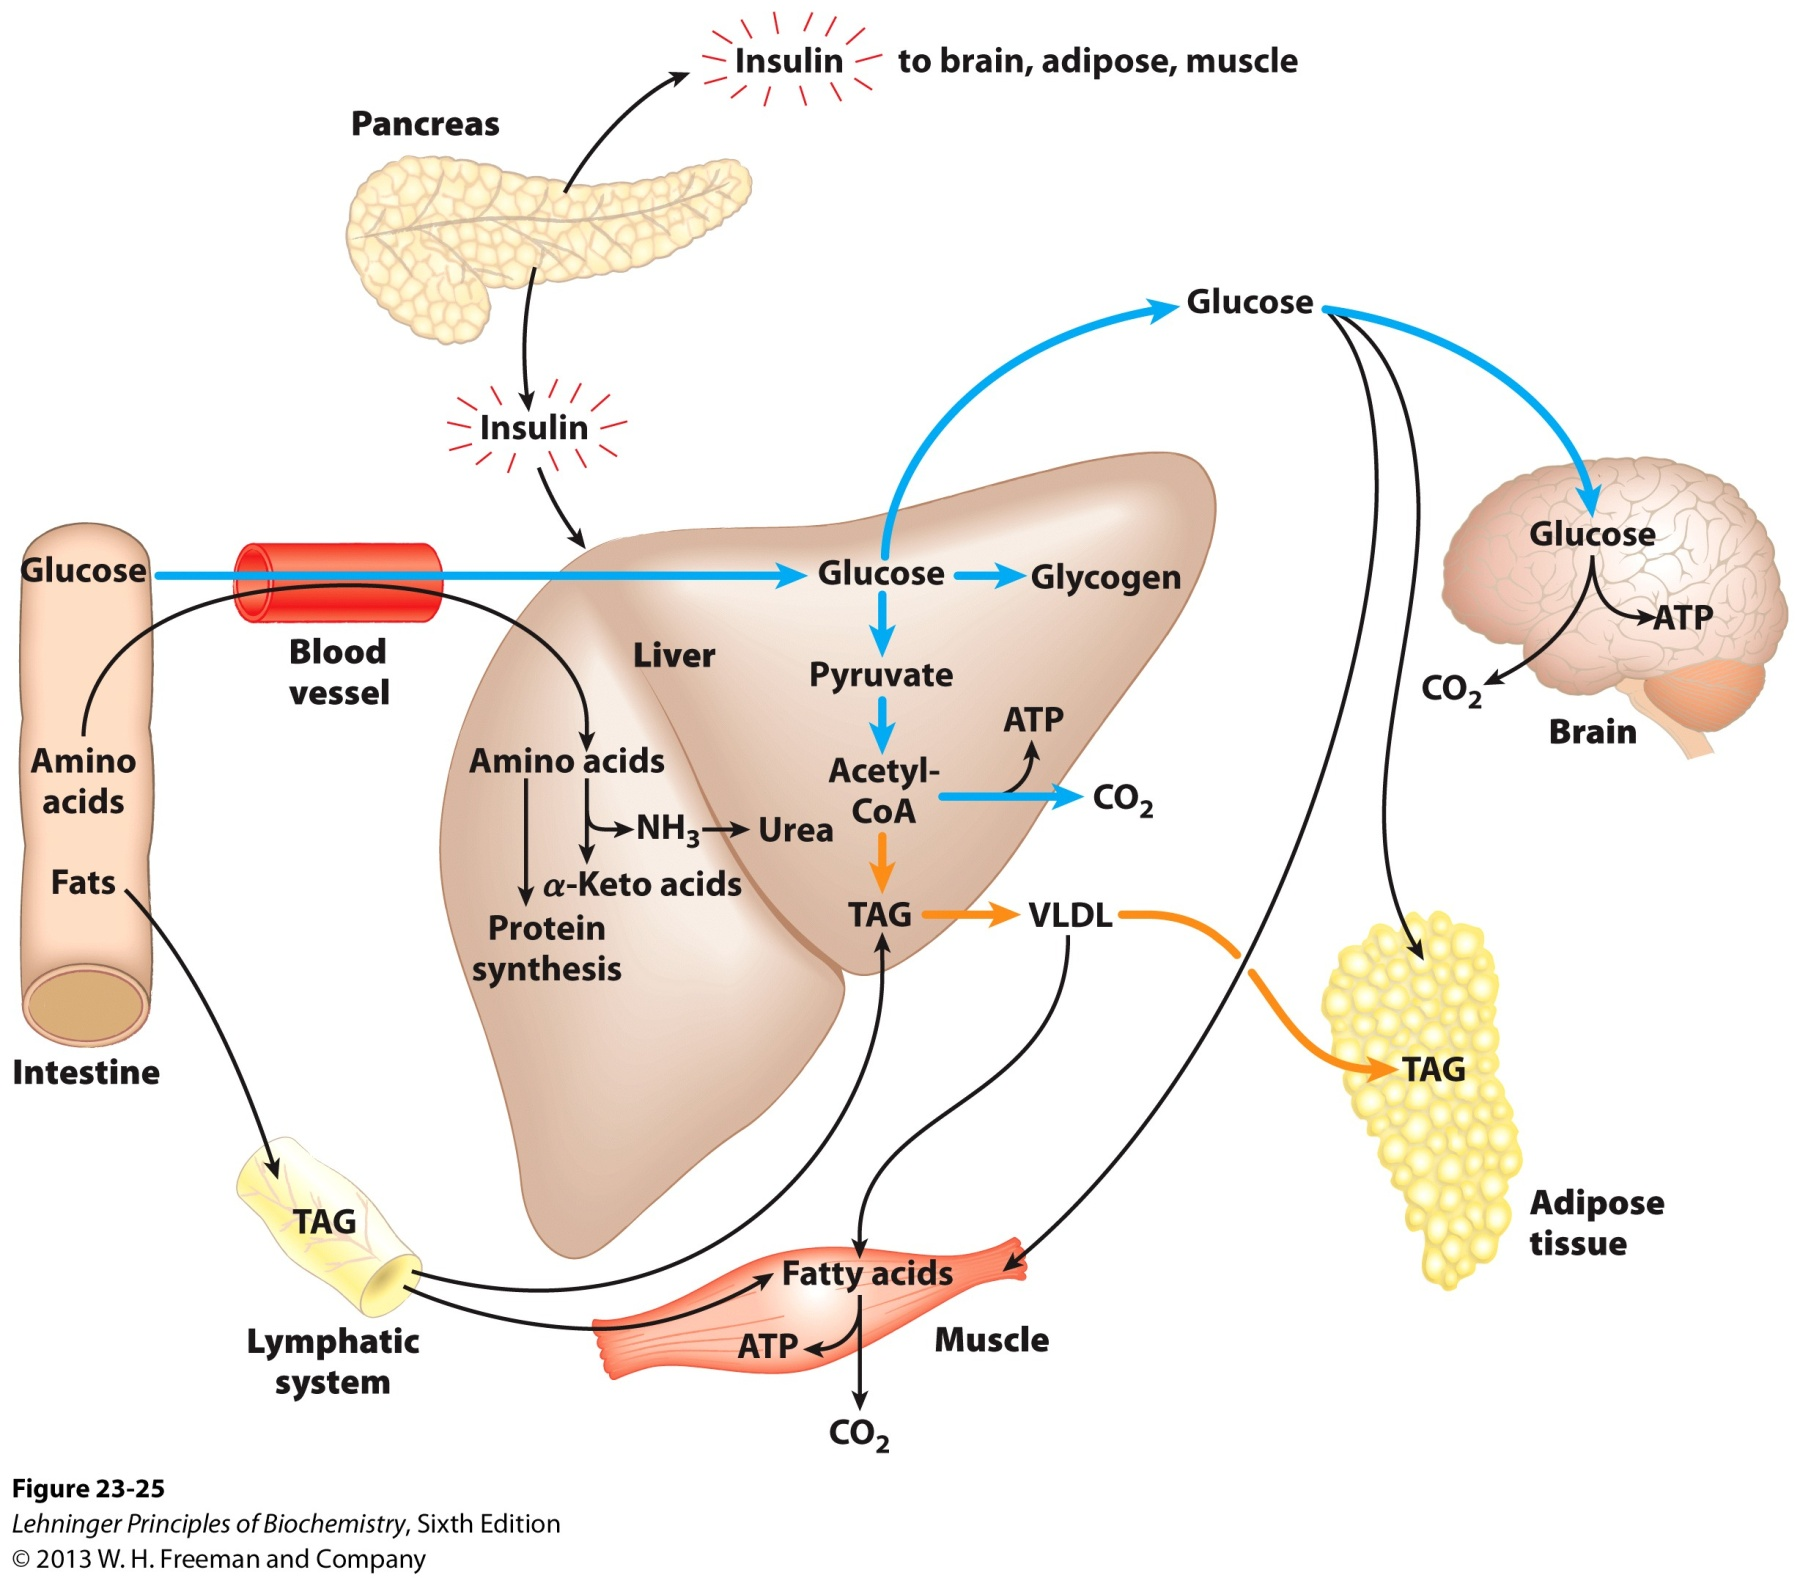 Insulin to brain, adipose, muscle
Pancreas
Glucose
Insulin
Glucose
Glucose
Glucose
Glycogen
ATP
CO2
Brain
Blood
vessel
Liver
Pyruvate
ATP
Amino
acids
Amino acids
Acetyl-
CoA
CO2
NH3
Urea
Fats
α-Keto acids
Protein
synthesis
TAG
VLDL
Intestine
TAG
Adipose
tissue
TAG
Fatty acids
ATP
Muscle
Lymphatic
system
CO2
Figure 23-25
Lehninger Principles of Biochemistry, Sixth Edition
© 2013 W. H. Freeman and Company